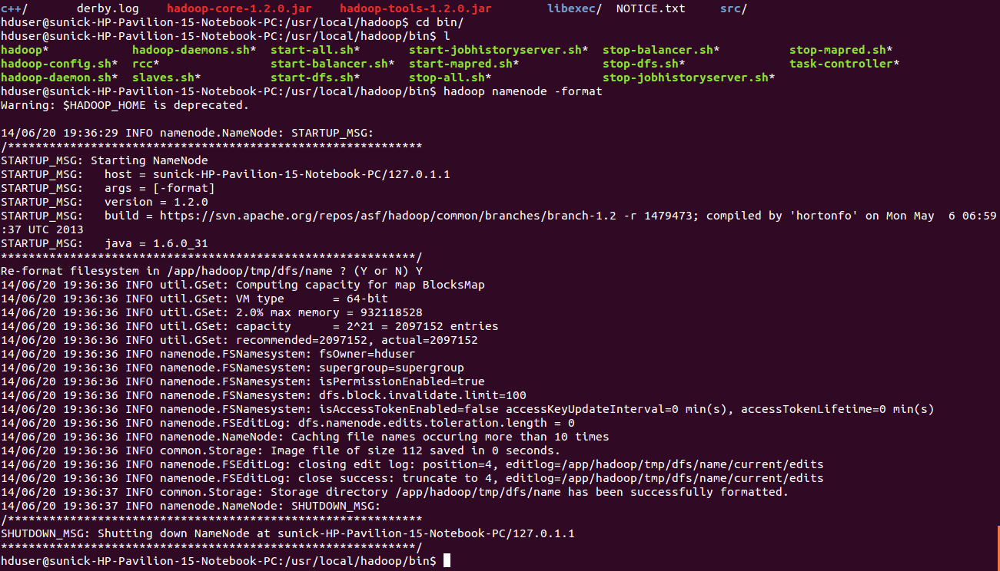 c++/ derby.log hadoop-core-1.2.0.jar hadoop-tools-1.2.0.jar libexec/ NOTICE.txt src/
hduser@sunick-HP-Pavilion-15-Notebook-PC:/usr/local/hadoop$ cd bin/
hduser@sunick-HP-Pavilion-15-Notebook-PC:/usr/local/hadoop/bin$ l
hadoop* hadoop-daemons.sh* start-all.sh* start-jobhistoryserver.sh* stop-balancer.sh* stop-mapred.sh*
hadoop-config.sh* rcc* start-balancer.sh* start-mapred.sh* stop-dfs.sh* task-controller*
hadoop-daemon.sh* slaves.sh* start-dfs.sh* stop-all.sh* stop-jobhistoryserver.sh*
hduser@sunick-HP-Pavilion-15-Notebook-PC:/usr/local/hadoop/bin$ hadoop namenode -format
Warning: $HADOOP_HOME is deprecated.
14/06/20 19:36:29 INFO namenode.NameNode: STARTUP_MSG:
/************************************************************
STARTUP_MSG: Starting NameNode
STARTUP_MSG:   host = sunick-HP-Pavilion-15-Notebook-PC/127.0.1.1
STARTUP_MSG:   args = [-format]
STARTUP_MSG:   version = 1.2.0
STARTUP_MSG:   build = https://svn.apache.org/repos/asf/hadoop/common/branches/branch-1.2 -r 1479473; compiled by 'hortonfo' on Mon May  6 06:59
:37 UTC 2013
STARTUP_MSG:   java = 1.6.0_31
************************************************************/
Re-format filesystem in /app/hadoop/tmp/dfs/name ? (Y or N) Y
14/06/20 19:36:36 INFO util.GSet: Computing capacity for map BlocksMap
14/06/20 19:36:36 INFO util.GSet: VM type       = 64-bit
14/06/20 19:36:36 INFO util.GSet: 2.0% max memory = 932118528
14/06/20 19:36:36 INFO util.GSet: capacity      = 2^21 = 2097152 entries
14/06/20 19:36:36 INFO util.GSet: recommended=2097152, actual=2097152
14/06/20 19:36:36 INFO namenode.FSNamesystem: fsOwner=hduser
14/06/20 19:36:36 INFO namenode.FSNamesystem: supergroup=supergroup
14/06/20 19:36:36 INFO namenode.FSNamesystem: isPermissionEnabled=true
14/06/20 19:36:36 INFO namenode.FSNamesystem: dfs.block.invalidate.limit=100
14/06/20 19:36:36 INFO namenode.FSNamesystem: isAccessTokenEnabled=false accessKeyUpdateInterval=0 min(s), accessTokenLifetime=0 min(s)
14/06/20 19:36:36 INFO namenode.FSEditLog: dfs.namenode.edits.toleration.length = 0
14/06/20 19:36:36 INFO namenode.NameNode: Caching file names occuring more than 10 times
14/06/20 19:36:36 INFO common.Storage: Image file of size 112 saved in 0 seconds.
14/06/20 19:36:36 INFO namenode.FSEditLog: closing edit log: position=4, editlog=/app/hadoop/tmp/dfs/name/current/edits
14/06/20 19:36:36 INFO namenode.FSEditLog: close success: truncate to 4, editlog=/app/hadoop/tmp/dfs/name/current/edits
14/06/20 19:36:37 INFO common.Storage: Storage directory /app/hadoop/tmp/dfs/name has been successfully formatted.
14/06/20 19:36:37 INFO namenode.NameNode: SHUTDOWN_MSG:
/************************************************************
SHUTDOWN_MSG: Shutting down NameNode at sunick-HP-Pavilion-15-Notebook-PC/127.0.1.1
************************************************************/
hduser@sunick-HP-Pavilion-15-Notebook-PC:/usr/local/hadoop/bin$